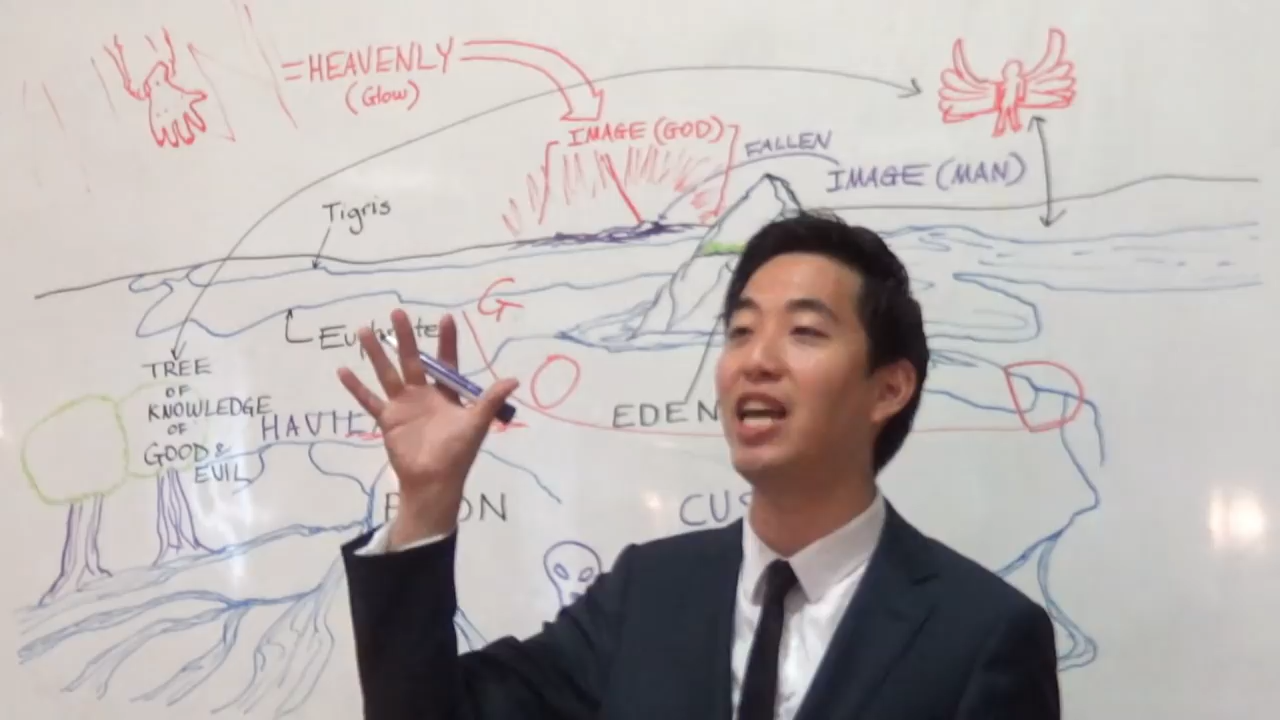 =HEAVENLY
(Glow)
IMAGE (GOD)
FALLEN
IMAGE (MAN)
Tigris
G
TREE
OF
KNOWLEDGE
OF
GOOD &
EVIL
EDEN